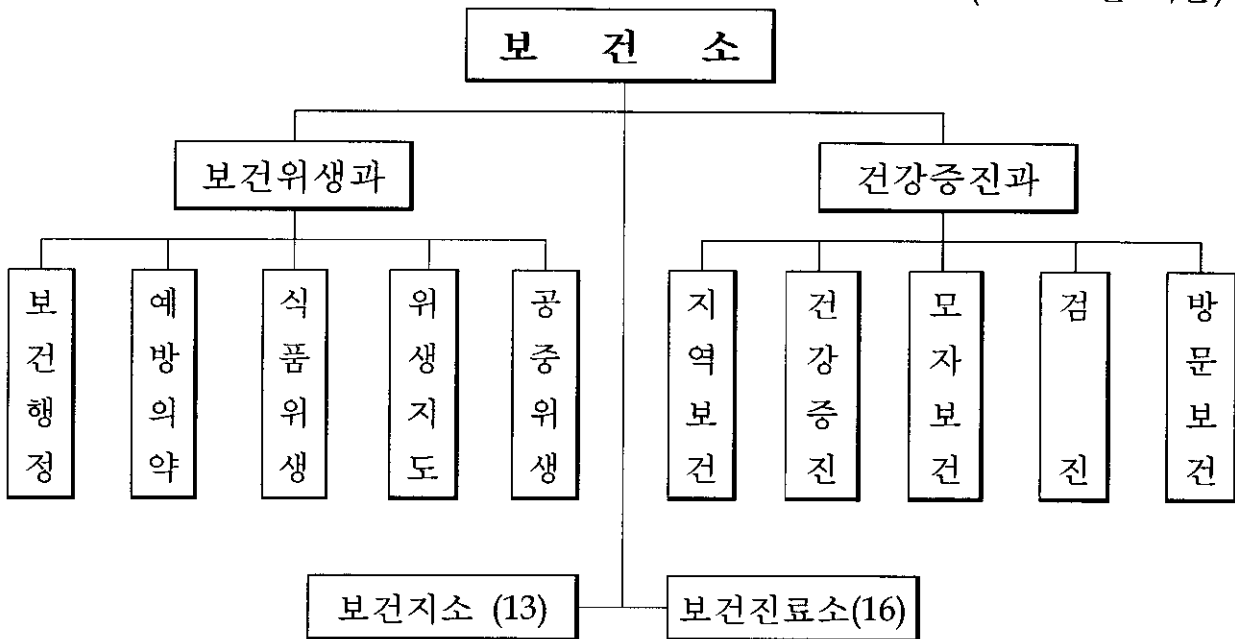 보 건 소
보건위생과
건강증진과
보건행정
예방의약
식품위생
위생지도
공중위생
지역보건
건강증진
모자보건
검진
방문보건
보건지소 (13)
보건진료소(16)